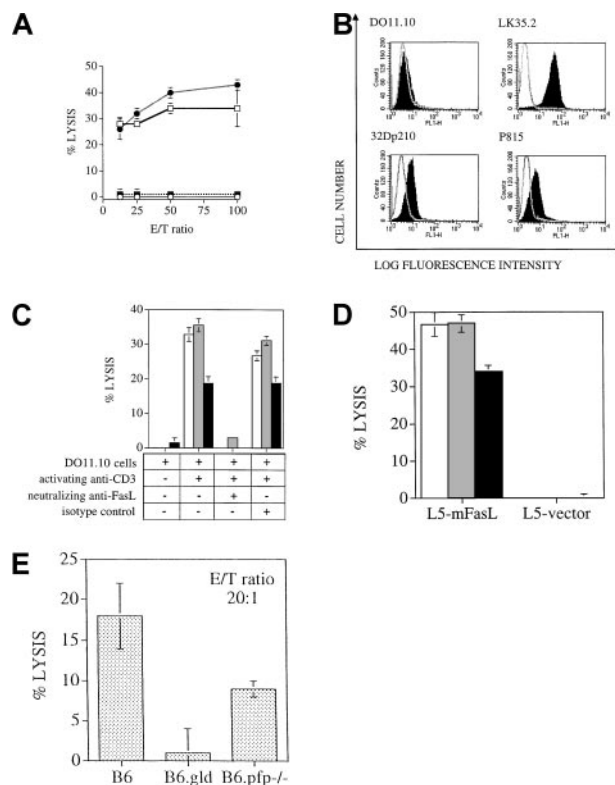 A
50
40
30
20
10
0
% LYSIS
0
25
50
75
100
E/T ratio
B
DO11.10
LK35.2
32Dp210
P815
Counts
FL1-H
CELL NUMBER
LOG FLUORESCENCE INTENSITY
C
40
30
20
10
0
% LYSIS
DO11.10 cells + + + +
activating anti-CD3 - + + +
neutralizing anti-FasL - - + -
isotype control - - - +
D
50
40
30
20
10
0
% LYSIS
L5-mFasL L5-vector
E
E/T ratio
20:1
25
20
15
10
5
0
% LYSIS
B6 B6.gld B6.pfp-/-